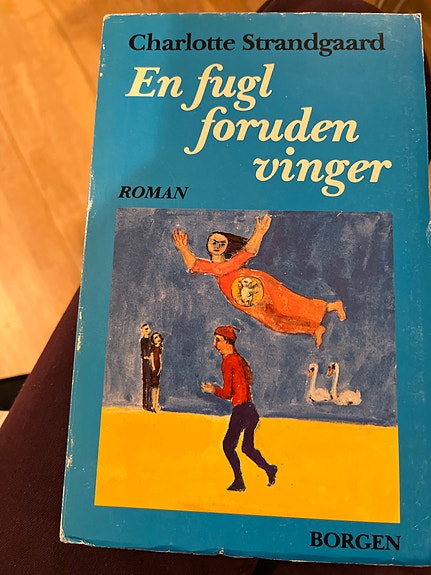 Charlotte Strandgaard
En fugl
foruden
vinger
ROMAN
BORGEN